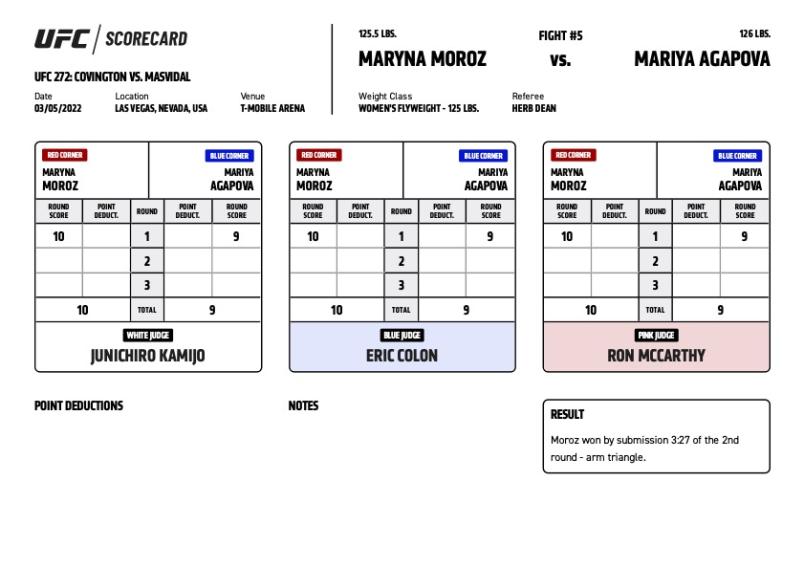 UFC / SCORECARD
UFC 272: COVINGTON VS. MASVIDAL
Date Location Venue
03/05/2022 LAS VEGAS, NEVADA, USA T-MOBILE ARENA
125.5 LBS. FIGHT #5 126 LBS.
MARYNA MOROZ VS. MARIYA AGAPOVA
Weight Class Referee
WOMEN'S FLYWEIGHT - 125 LBS. HERB DEAN
RED CORNER BLUE CORNER
MARYNA MARIYA
MOROZ AGAPOVA
ROUND SCORE POINT DEDUCT. ROUND POINT DEDUCT. ROUND SCORE
10 1 9
2
3
10 TOTAL 9
WHITE JUDGE
JUNICHIRO KAMIJO
RED CORNER BLUE CORNER
MARYNA MARIYA
MOROZ AGAPOVA
ROUND SCORE POINT DEDUCT. ROUND POINT DEDUCT. ROUND SCORE
10 1 9
2
3
10 TOTAL 9
BLUE JUDGE
ERIC COLON
RED CORNER BLUE CORNER
MARYNA MARIYA
MOROZ AGAPOVA
ROUND SCORE POINT DEDUCT. ROUND POINT DEDUCT. ROUND SCORE
10 1 9
2
3
10 TOTAL 9
PINK JUDGE
RON MCCARTHY
POINT DEDUCTIONS
NOTES
RESULT
Moroz won by submission 3:27 of the 2nd
round - arm triangle.